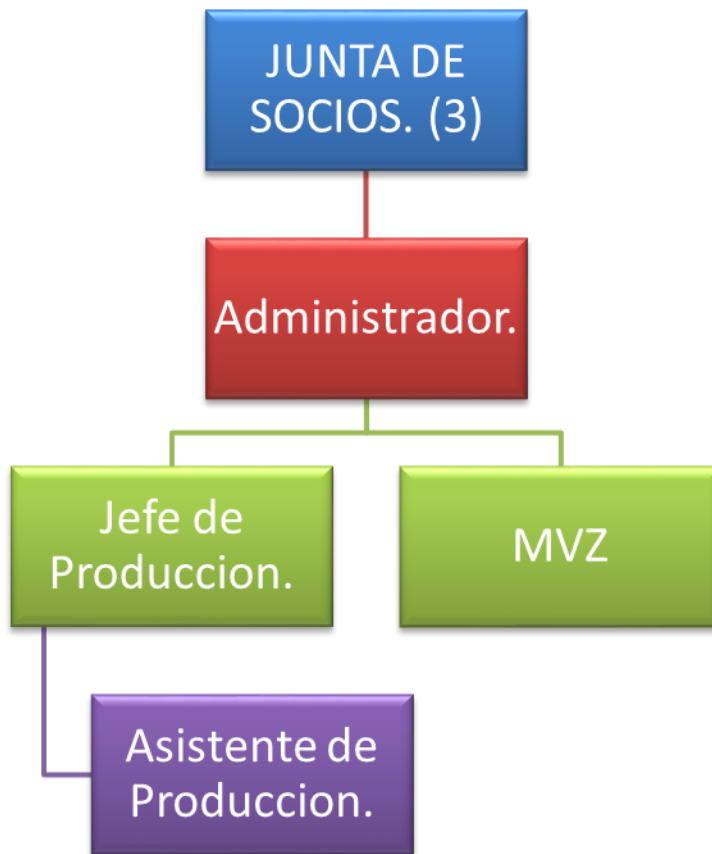 JUNTA DE
SOCIOS. (3)
Administrador.
Jefe de
Produccion.
MVZ
Asistente de
Produccion.